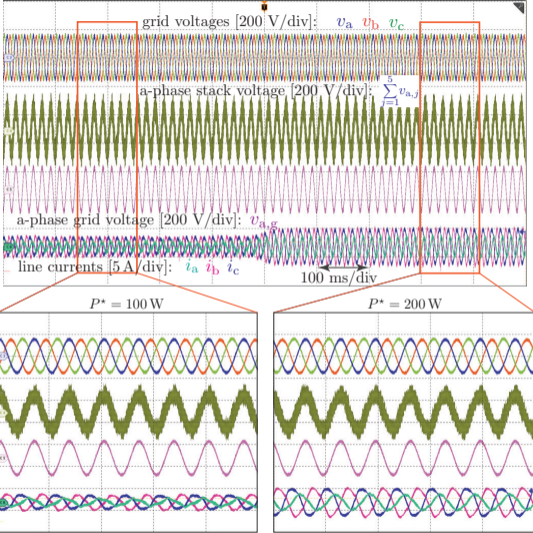 grid voltages [200 V/div]: va vb vc
a-phase stack voltage [200 V/div]: 5∑j=1 va,j
a-phase grid voltage [200 V/div]: va,g
line currents [5 A/div]: ia ib ic
100 ms/div
P⋆ = 100 W
P⋆ = 200 W